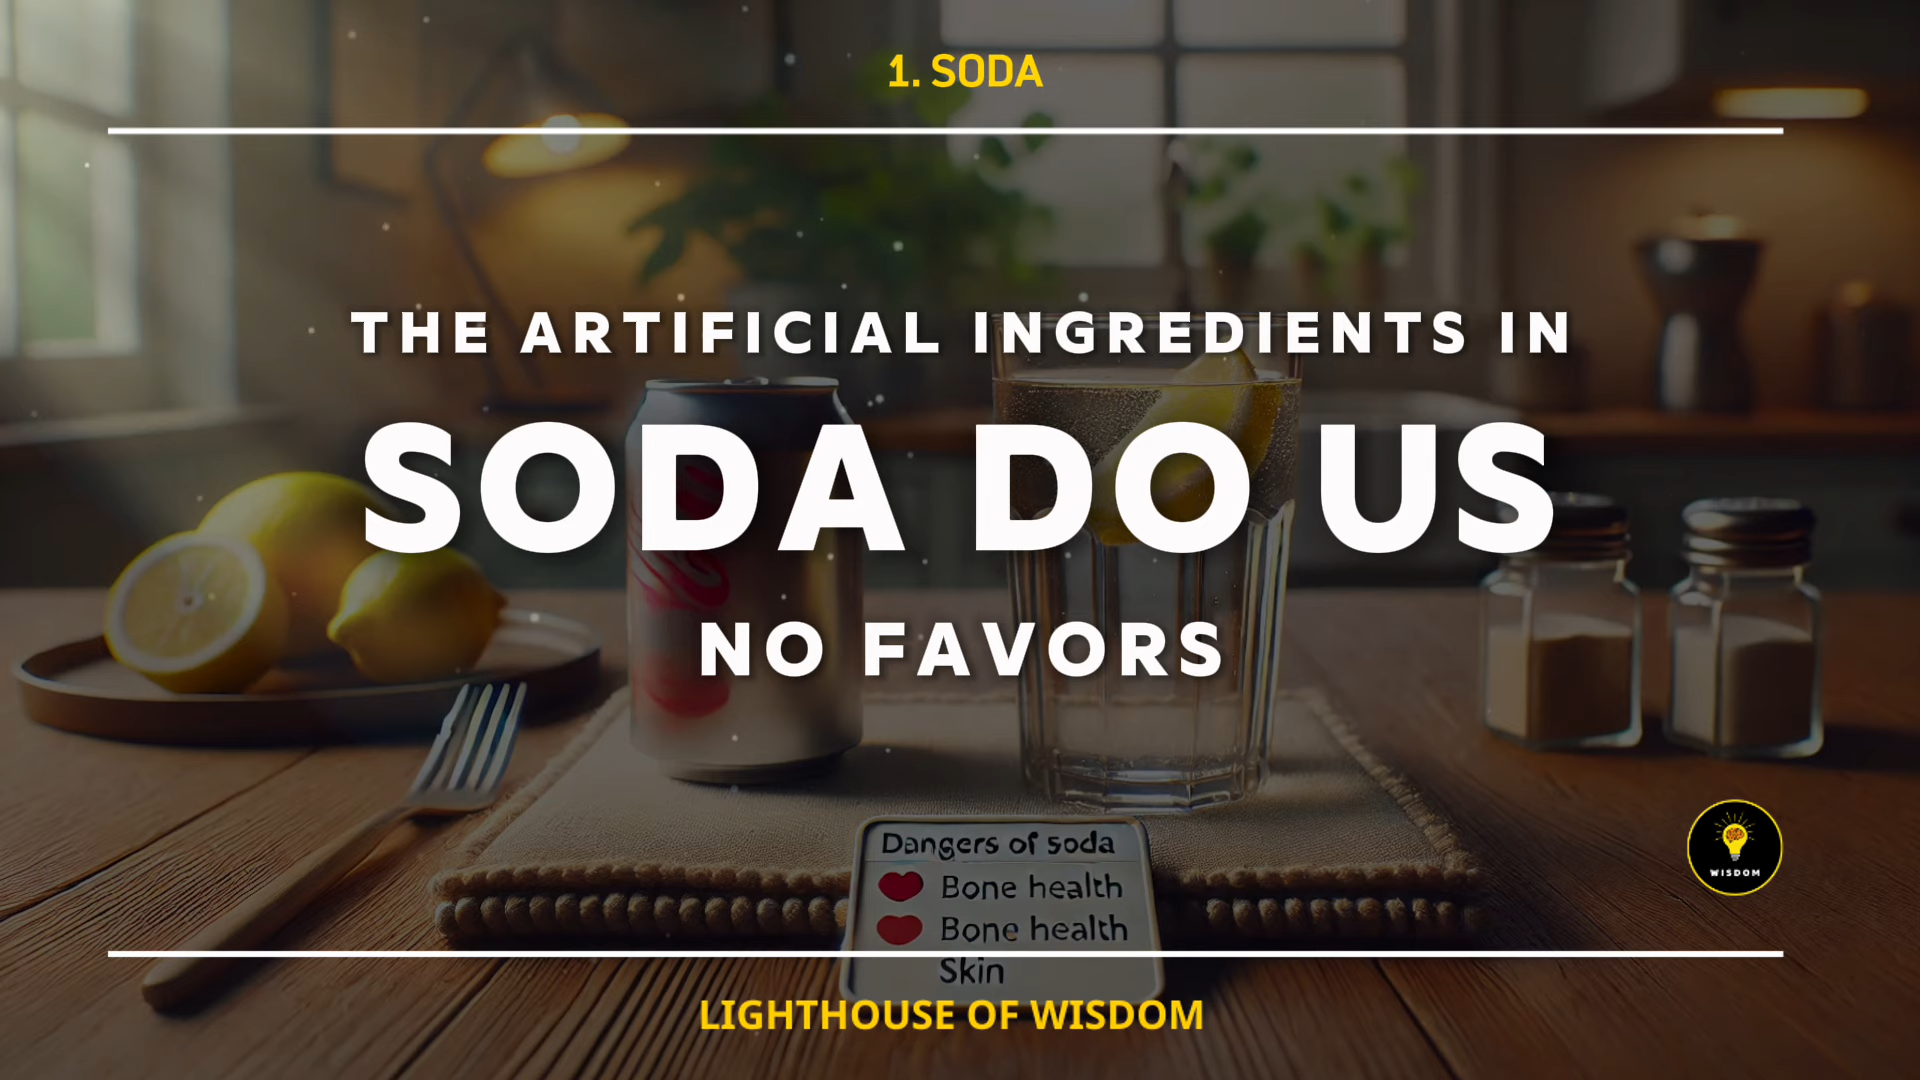 1. SODA
THE ARTIFICIAL INGREDIENTS IN
SODA DO US
NO FAVORS
Dangers of soda
Bone health
Bone health
Skin
WISDOM
LIGHTHOUSE OF WISDOM